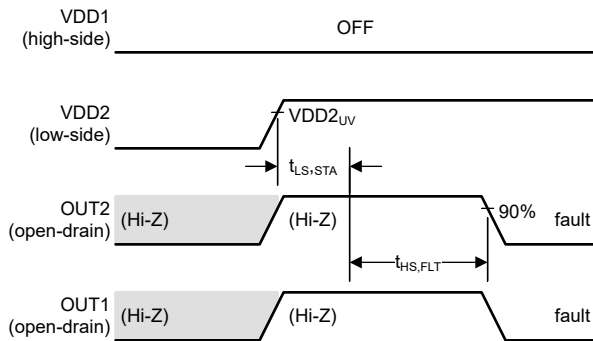 VDD1
(high-side)
OFF
VDD2
(low-side)
VDD2UV
tLS,STA
OUT2
(open-drain)
(Hi-Z)
(Hi-Z)
90%
fault
tHS,FLT
OUT1
(open-drain)
(Hi-Z)
(Hi-Z)
fault